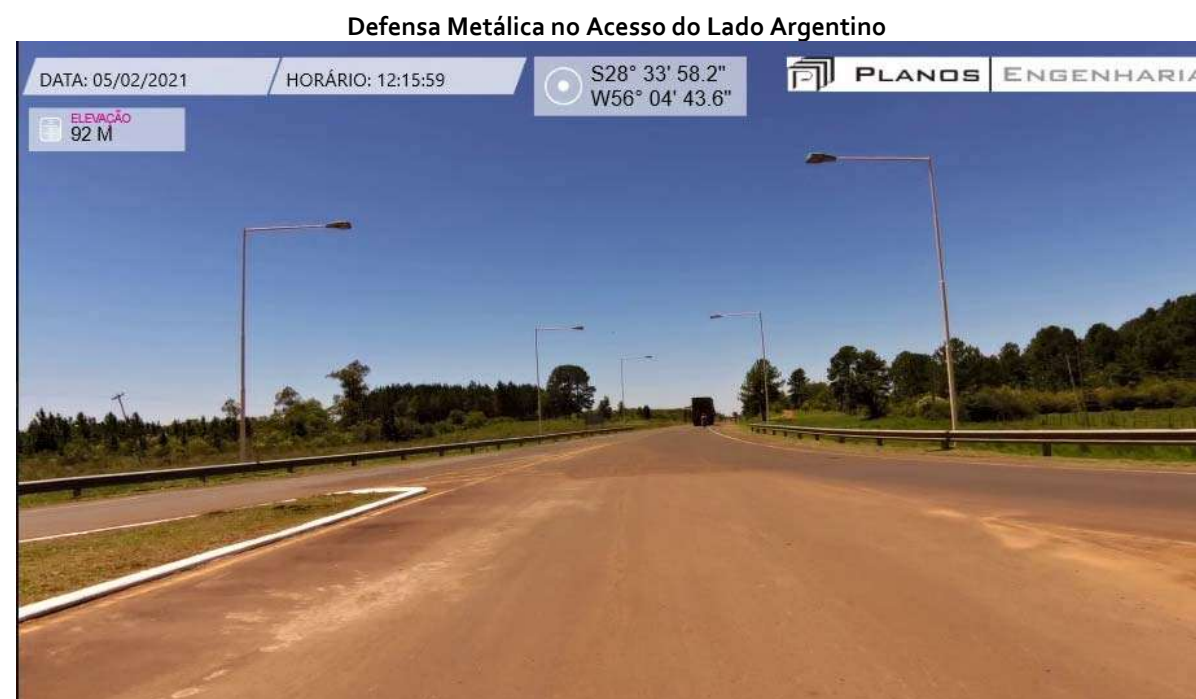 Defensa Metálica no Acesso do Lado Argentino
DATA: 05/02/2021
HORÁRIO: 12:15:59
S28° 33' 58.2"
W56° 04' 43.6"
PLANOS ENGENHARIA
ELEVAÇÃO
92 M